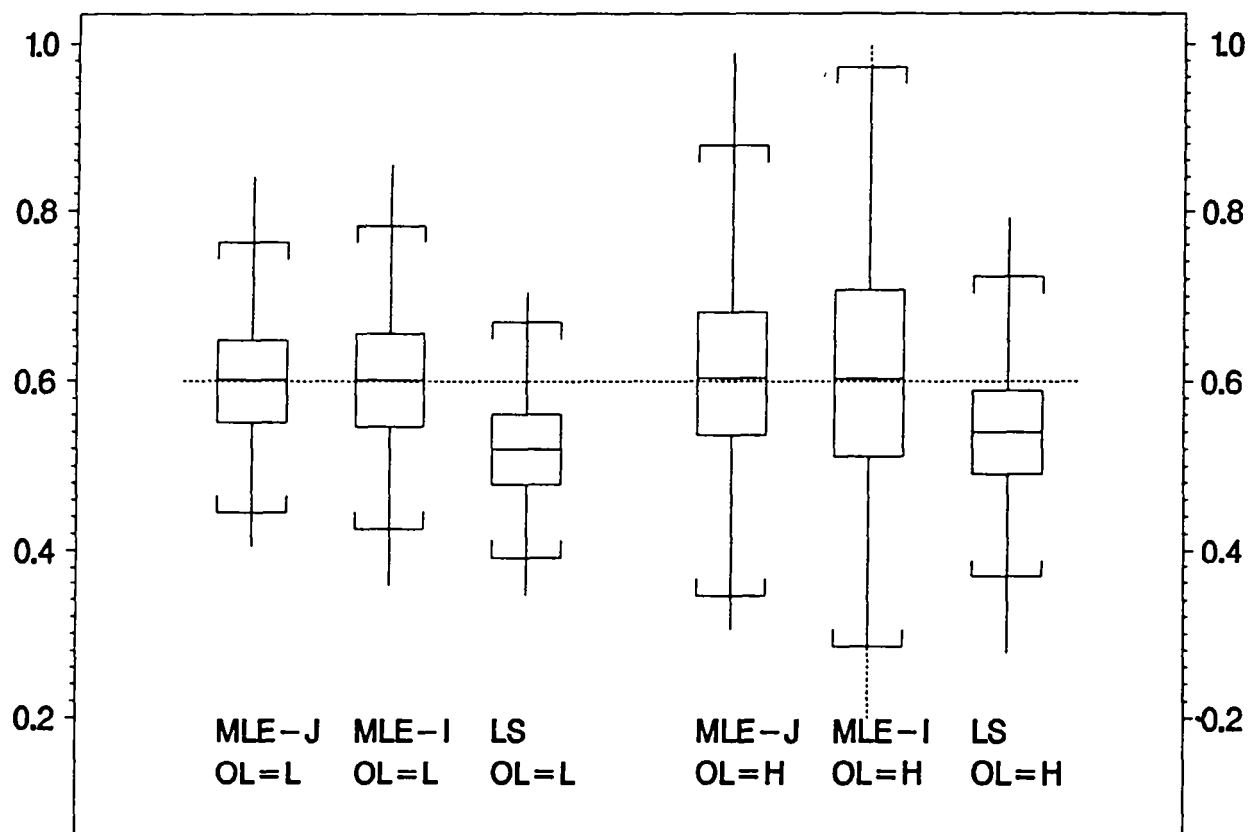 1.0 1.0
0.8 0.8
0.6 0.6
0.4 0.4
0.2 0.2
MLE-J MLE-I LS MLE-J MLE-I LS
OL=L OL=L OL=L OL=H OL=H OL=H